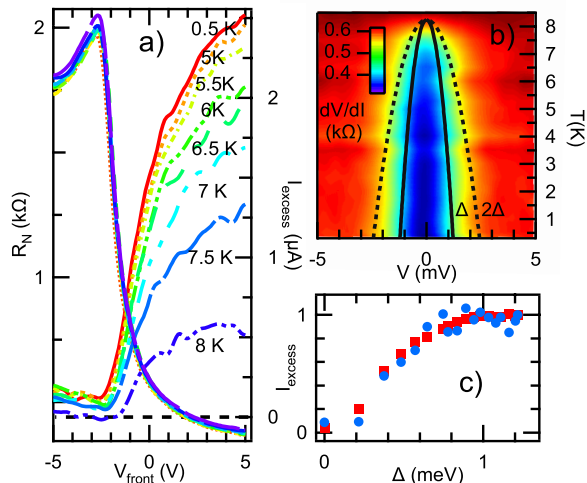 a)
2
1
R_N (kΩ)
0.5 K
5K
5.5K
6K
6.5 K
7 K
7.5 K
8 K
2
1
0
I_excess (μA)
-5
0
5
V_front (V)
b)
0.6
0.5
0.4
dV/dI
(kΩ)
Δ
2Δ
8
7
6
5
4
3
2
1
T(K)
-5
0
5
V (mV)
c)
1
0
I_excess
0
1
Δ (meV)